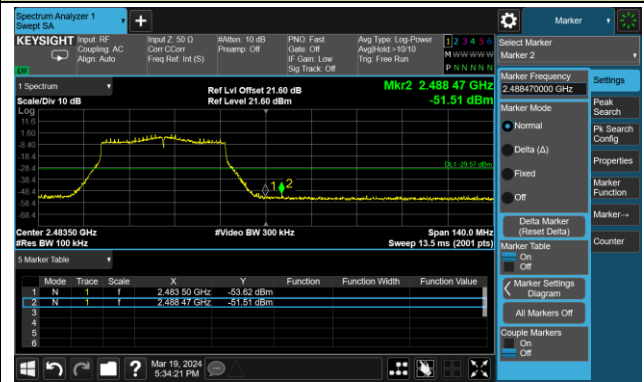 Spectrum Analyzer 1
Swept SA
+
Marker
KEYSIGHT
Input: RF
Coupling: AC
Align: Auto
Input Z: 50 Ω
Corr CCorr
Freq Ref: Int (S)
#Atten: 10 dB
Preamp: Off
PNO: Fast
Gate: Off
IF Gain: Low
Sig Track: Off
Avg Type: Log-Power
Avg|Hold:>10/10
Trig: Free Run
1 2 3 4 5 6
M W W W W W
P N N N N N
LW
Select Marker
Marker 2
1 Spectrum
Scale/Div 10 dB
Ref Lvl Offset 21.60 dB
Ref Level 21.60 dBm
Mkr2 2.488 47 GHz
-51.51 dBm
Log
11.6
1.60
-8.40
-18.4
-28.4
-38.4
-48.4
-58.4
-68.4
DL1 -29.57 dBm
1
2
Center 2.48350 GHz
#Res BW 100 kHz
#Video BW 300 kHz
Span 140.0 MHz
Sweep 13.5 ms (2001 pts)
5 Marker Table
Mode Trace Scale X Y Function Function Width Function Value
1 N 1 f 2.483 50 GHz -53.62 dBm
2 N 1 f 2.488 47 GHz -51.51 dBm
3
4
5
6
Marker Frequency
2.488470000 GHz
Marker Mode
Normal
Delta (Δ)
Fixed
Off
Delta Marker
(Reset Delta)
Marker Table
On
Off
Marker Settings
Diagram
All Markers Off
Couple Markers
On
Off
Settings
Peak
Search
Pk Search
Config
Properties
Marker
Function
Marker→
Counter
?
Mar 19, 2024
5:34:21 PM